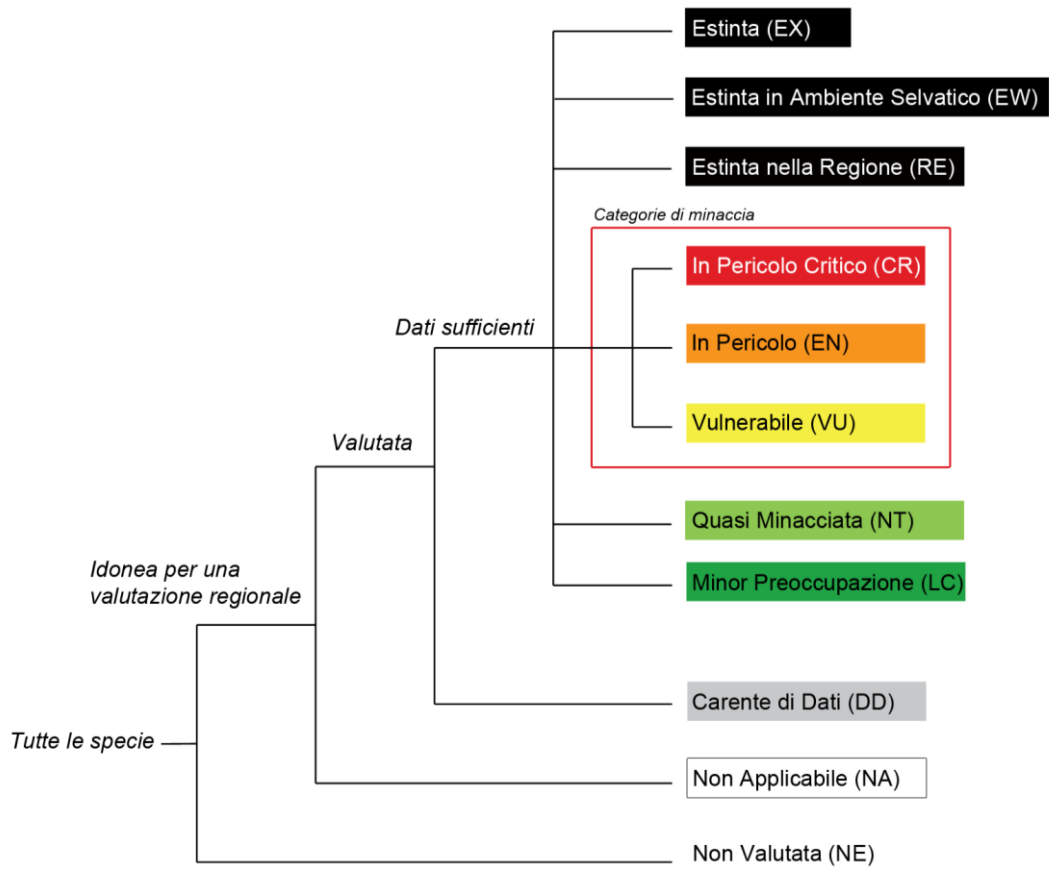 Estinta (EX)
Estinta in Ambiente Selvatico (EW)
Estinta nella Regione (RE)
Categorie di minaccia
In Pericolo Critico (CR)
Dati sufficienti
In Pericolo (EN)
Vulnerabile (VU)
Valutata
Quasi Minacciata (NT)
Idonea per una
valutazione regionale
Minor Preoccupazione (LC)
Carente di Dati (DD)
Tutte le specie
Non Applicabile (NA)
Non Valutata (NE)